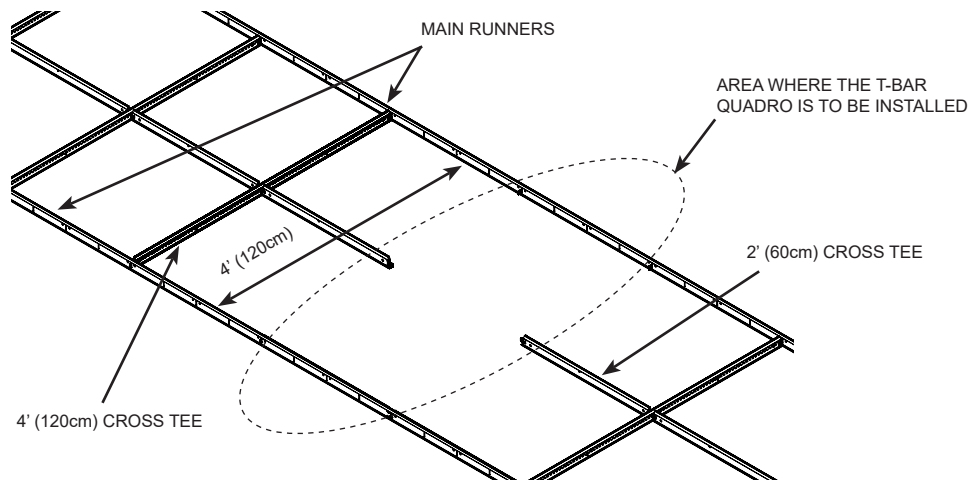 MAIN RUNNERS
AREA WHERE THE T-BAR
QUADRO IS TO BE INSTALLED
4’ (120cm)
2’ (60cm) CROSS TEE
4’ (120cm) CROSS TEE